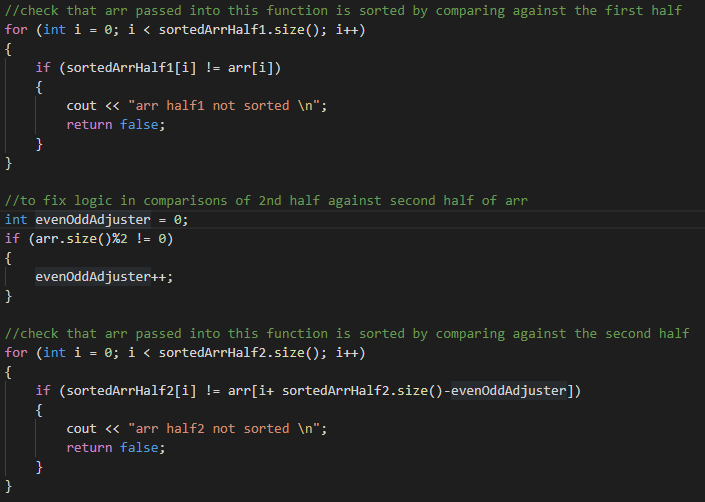 //check that arr passed into this function is sorted by comparing against the first half
for (int i = 0; i < sortedArrHalf1.size(); i++)
{
    if (sortedArrHalf1[i] != arr[i])
    {
        cout << "arr half1 not sorted \n";
        return false;
    }
}

//to fix logic in comparisons of 2nd half against second half of arr
int evenOddAdjuster = 0;
if (arr.size()%2 != 0)
{
    evenOddAdjuster++;
}

//check that arr passed into this function is sorted by comparing against the second half
for (int i = 0; i < sortedArrHalf2.size(); i++)
{
    if (sortedArrHalf2[i] != arr[i+ sortedArrHalf2.size()-evenOddAdjuster])
    {
        cout << "arr half2 not sorted \n";
        return false;
    }
}